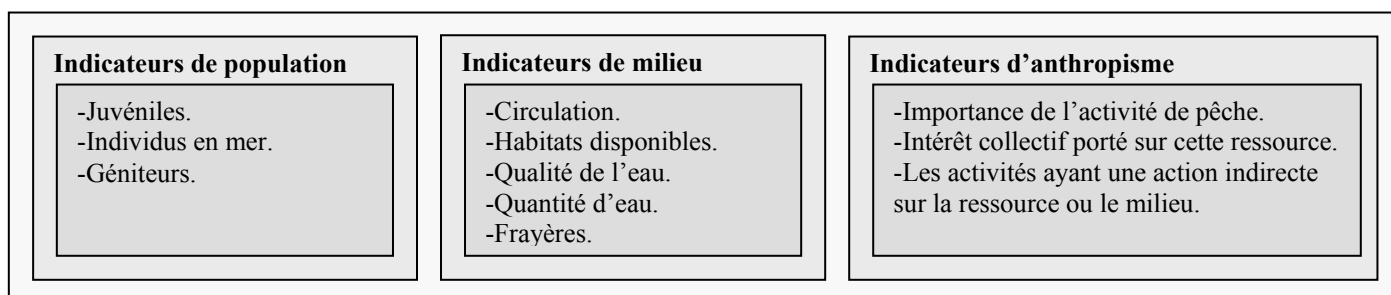 Indicateurs de population
-Juvéniles.
-Individus en mer.
-Géniteurs.
Indicateurs de milieu
-Circulation.
-Habitats disponibles.
-Qualité de l’eau.
-Quantité d’eau.
-Frayères.
Indicateurs d’anthropisme
-Importance de l’activité de pêche.
-Intérêt collectif porté sur cette ressource.
-Les activités ayant une action indirecte
sur la ressource ou le milieu.